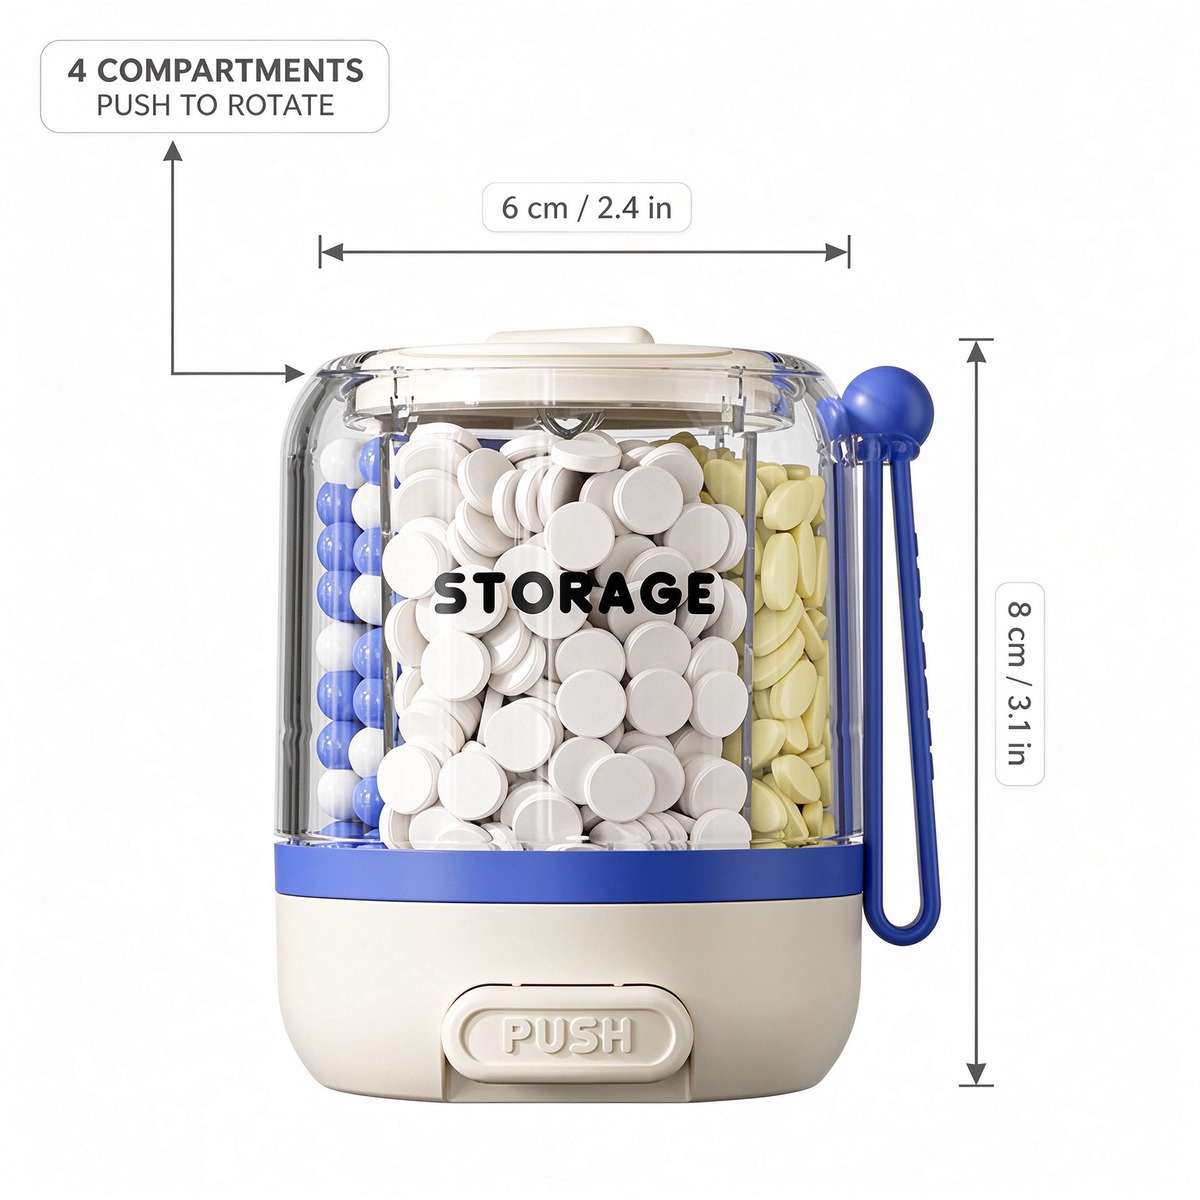 4 COMPARTMENTS
PUSH TO ROTATE
6 cm / 2.4 in
STORAGE
8 cm / 3.1 in
PUSH